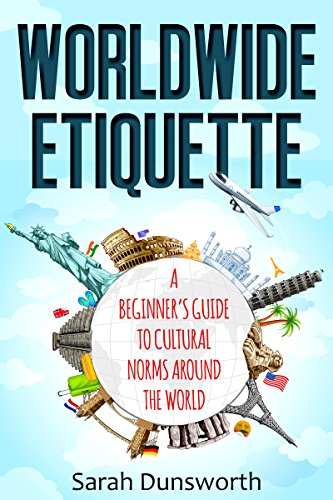 WORLDWIDE
ETIQUETTE
A
BEGINNER'S GUIDE
TO CULTURAL
NORMS AROUND
THE WORLD
Sarah Dunsworth